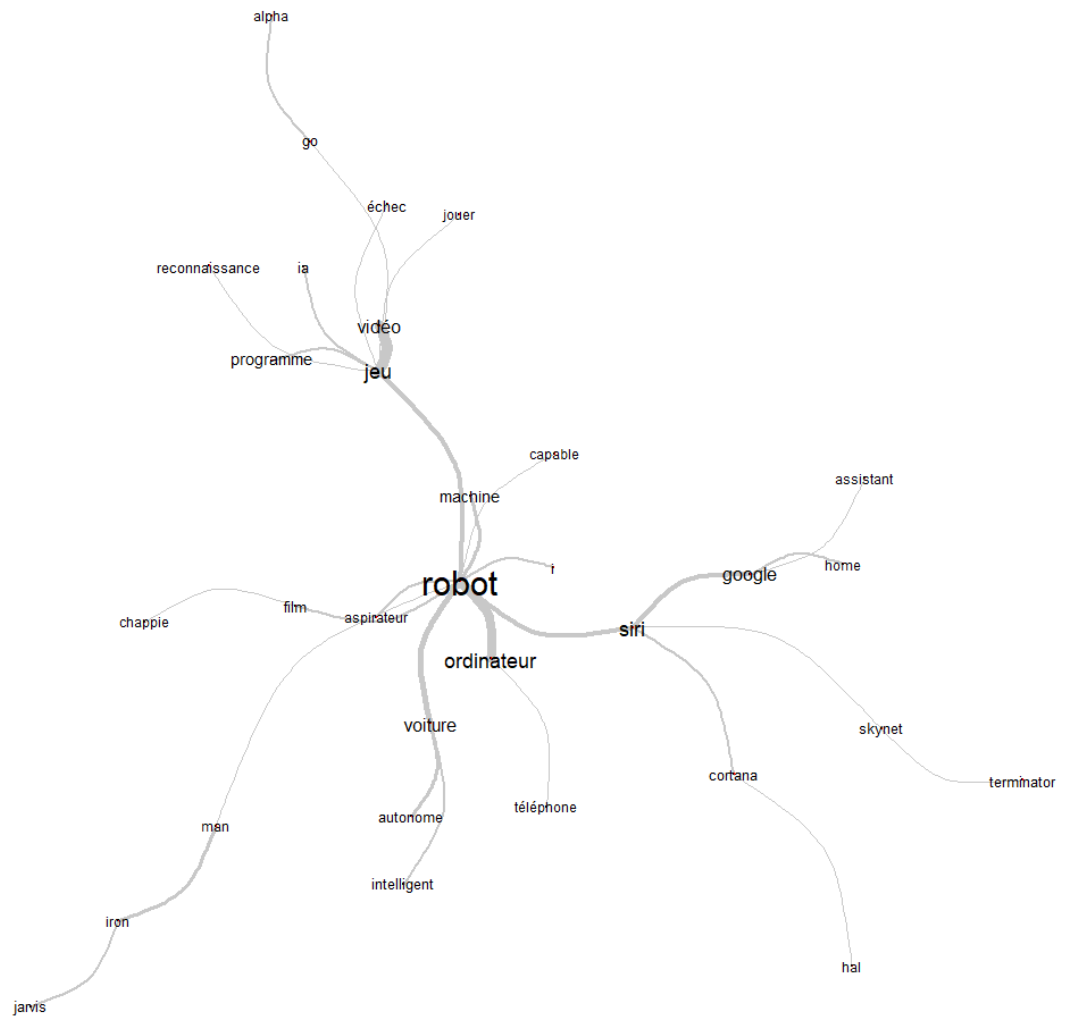 alpha
go
échec
jouer
reconnaissance
ia
vidéo
programme
jeu
capable
machine
assistant
robot
google
home
film
aspirateur
chappie
siri
ordinateur
voiture
skynet
cortana
terminator
téléphone
autonome
man
intelligent
iron
hal
jarvis